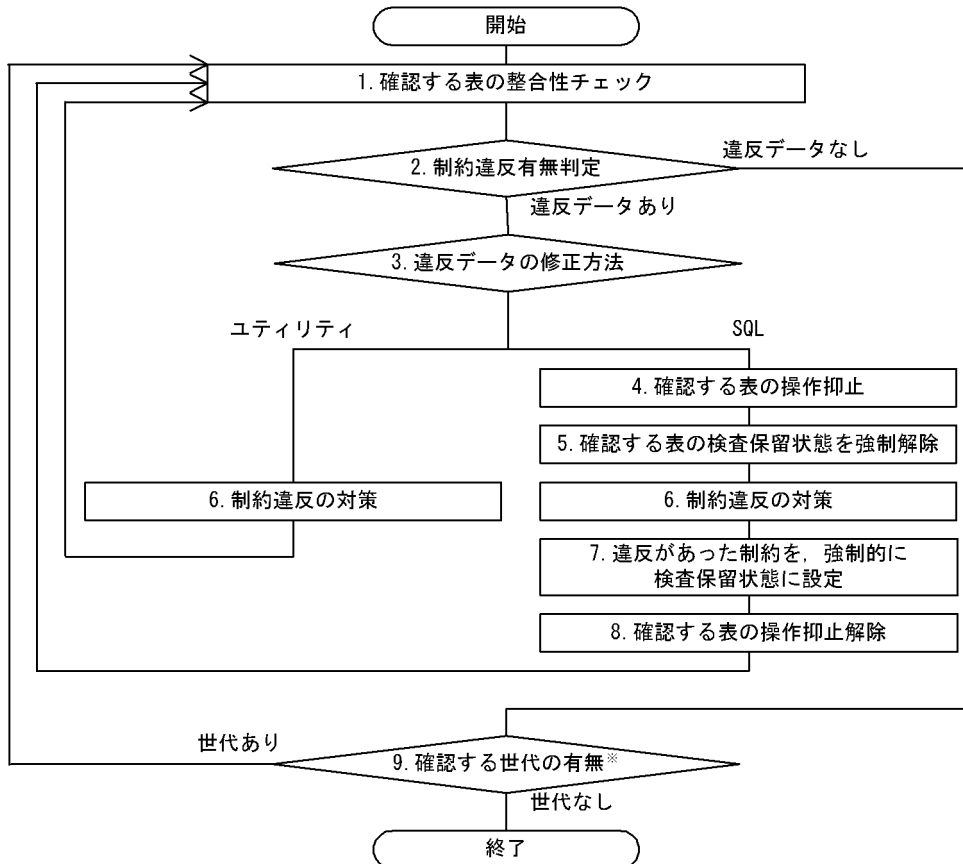 開始
1.確認する表の整合性チェック
2.制約違反有無判定
違反データなし
違反データあり
3.違反データの修正方法
ユティリティ
SQL
4.確認する表の操作抑止
5.確認する表の検査保留状態を強制解除
6.制約違反の対策
6.制約違反の対策
7.違反があった制約を，強制的に
検査保留状態に設定
8.確認する表の操作抑止解除
世代あり
9.確認する世代の有無※
世代なし
終了